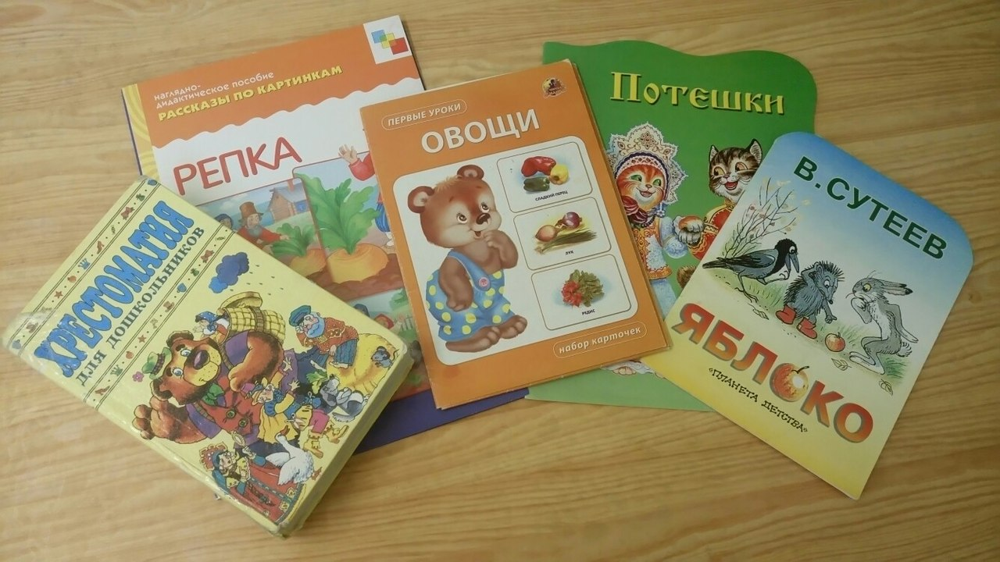 НАГЛЯДНО-
ДИДАКТИЧЕСКОЕ ПОСОБИЕ
РАССКАЗЫ ПО КАРТИНКАМ
РЕПКА
ХРЕСТОМАТИЯ
ДЛЯ ДОШКОЛЬНИКОВ
ПЕРВЫЕ УРОКИ
ОВОЩИ
СЛАДКИЙ ПЕРЕЦ
ЛУК
РЕДИС
набор карточек
ПОТЕШКИ
В. СУТЕЕВ
ЯБЛОКО
«ПЛАНЕТА ДЕТСТВА»